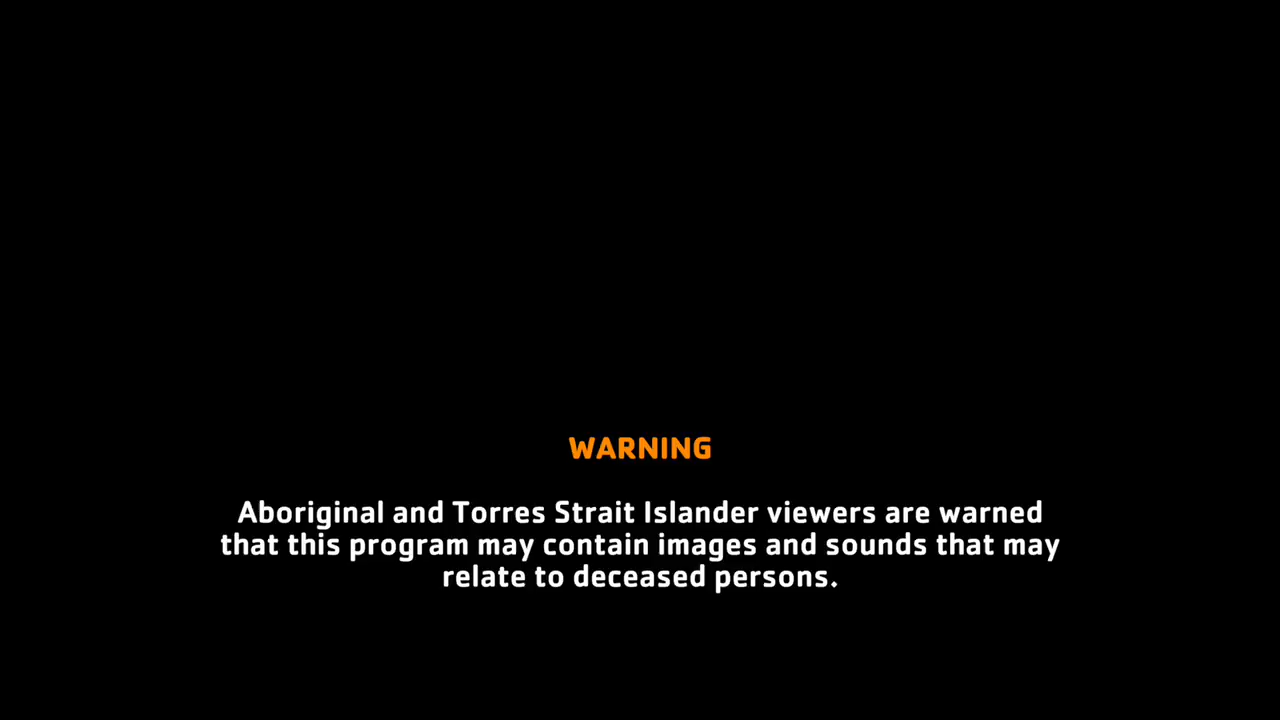 WARNING
Aboriginal and Torres Strait Islander viewers are warned
that this program may contain images and sounds that may
relate to deceased persons.